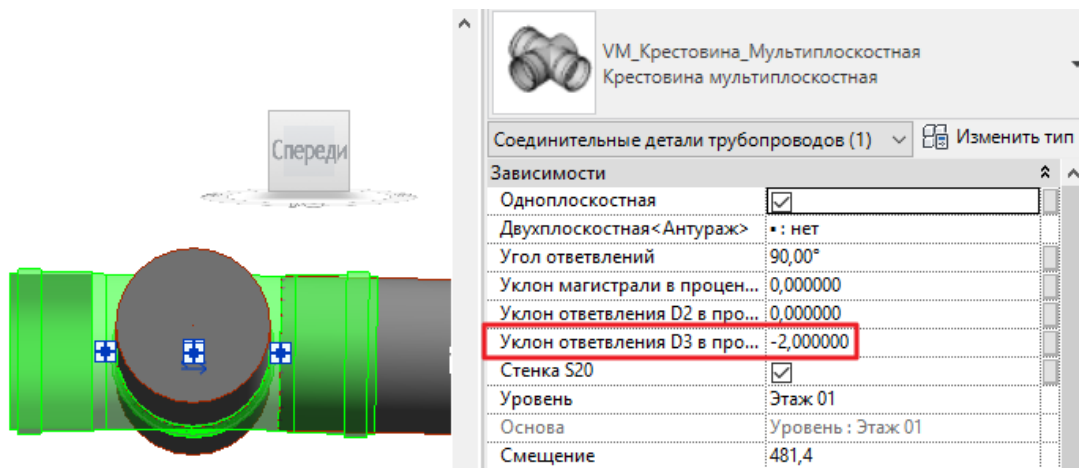 Спереди
VM_Крестовина_Мультиплоскостная
Крестовина мультиплоскостная
Соединительные детали трубопроводов (1)
Изменить тип
Зависимости
Одноплоскостная
Двухплоскостная<Антураж> ▪ : нет
Угол ответвлений 90,00°
Уклон магистрали в процен... 0,000000
Уклон ответвления D2 в про... 0,000000
Уклон ответвления D3 в про... -2,000000
Стенка S20
Уровень Этаж 01
Основа Уровень : Этаж 01
Смещение 481,4